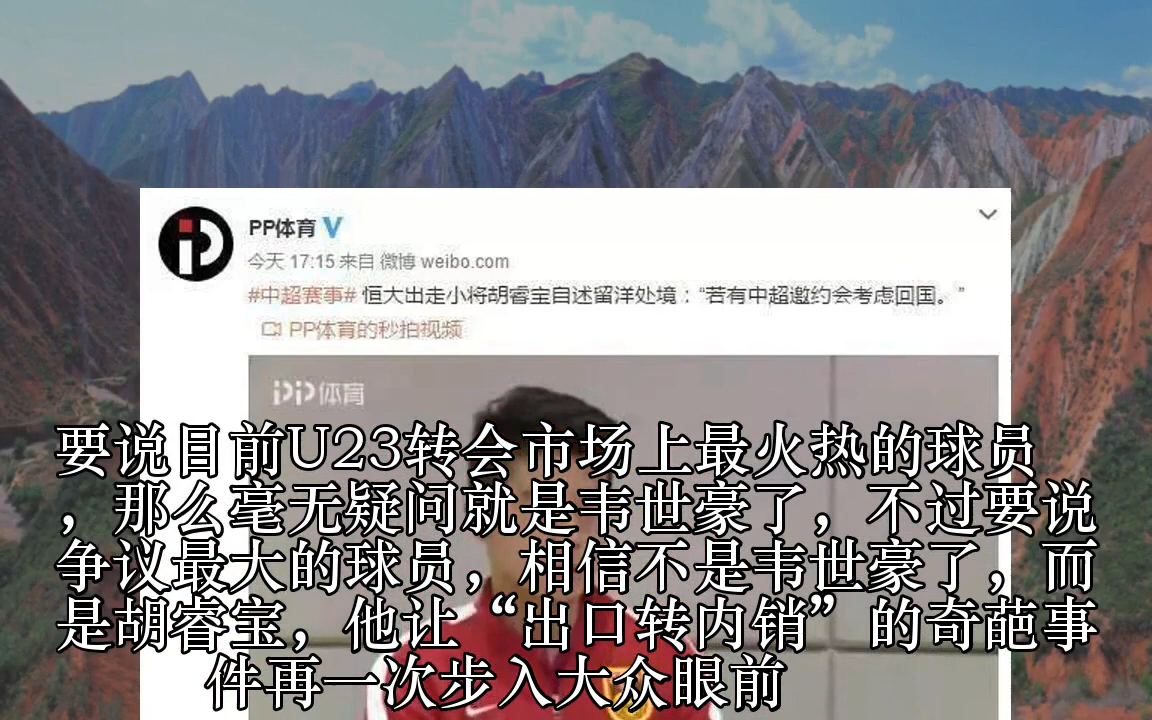 PP体育
今天 17:15 来自 微博 weibo.com
#中超赛事# 恒大出走小将胡睿宝自述留洋处境：“若有中超邀约会考虑回国。”
PP体育的秒拍视频
PP体育
要说目前U23转会市场上最火热的球员
，那么毫无疑问就是韦世豪了，不过要说
争议最大的球员，相信不是韦世豪了，而
是胡睿宝，他让“出口转内销”的奇葩事
件再一次步入大众眼前